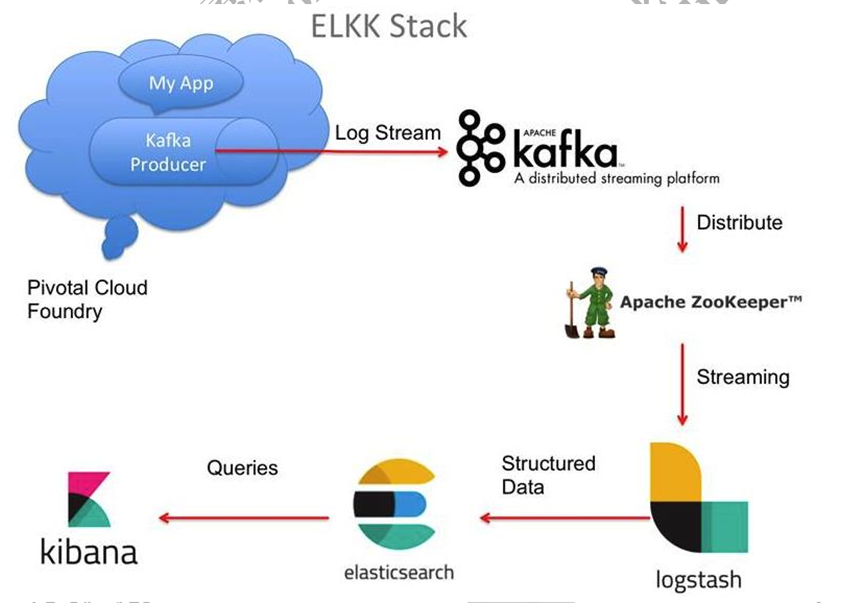 ELKK Stack
My App
Kafka
Producer
Log Stream
APACHE
kafka
A distributed streaming platform
Distribute
Pivotal Cloud
Foundry
Apache ZooKeeper™
Streaming
Queries
Structured
Data
kibana
elasticsearch
logstash